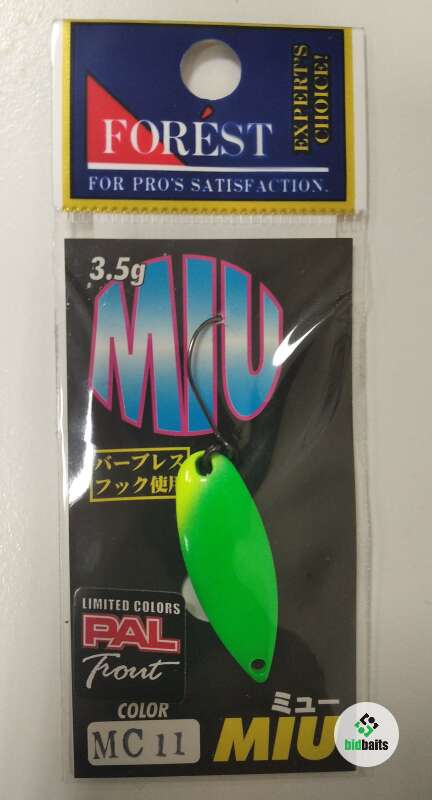 FORÉST
EXPERT'S
CHOICE!
FOR PRO'S SATISFACTION.
3.5g
MIU
バーブレス
フック使用
LIMITED COLORS
PAL
Trout
COLOR
MC 11
ミュー
MIU
bidbaits